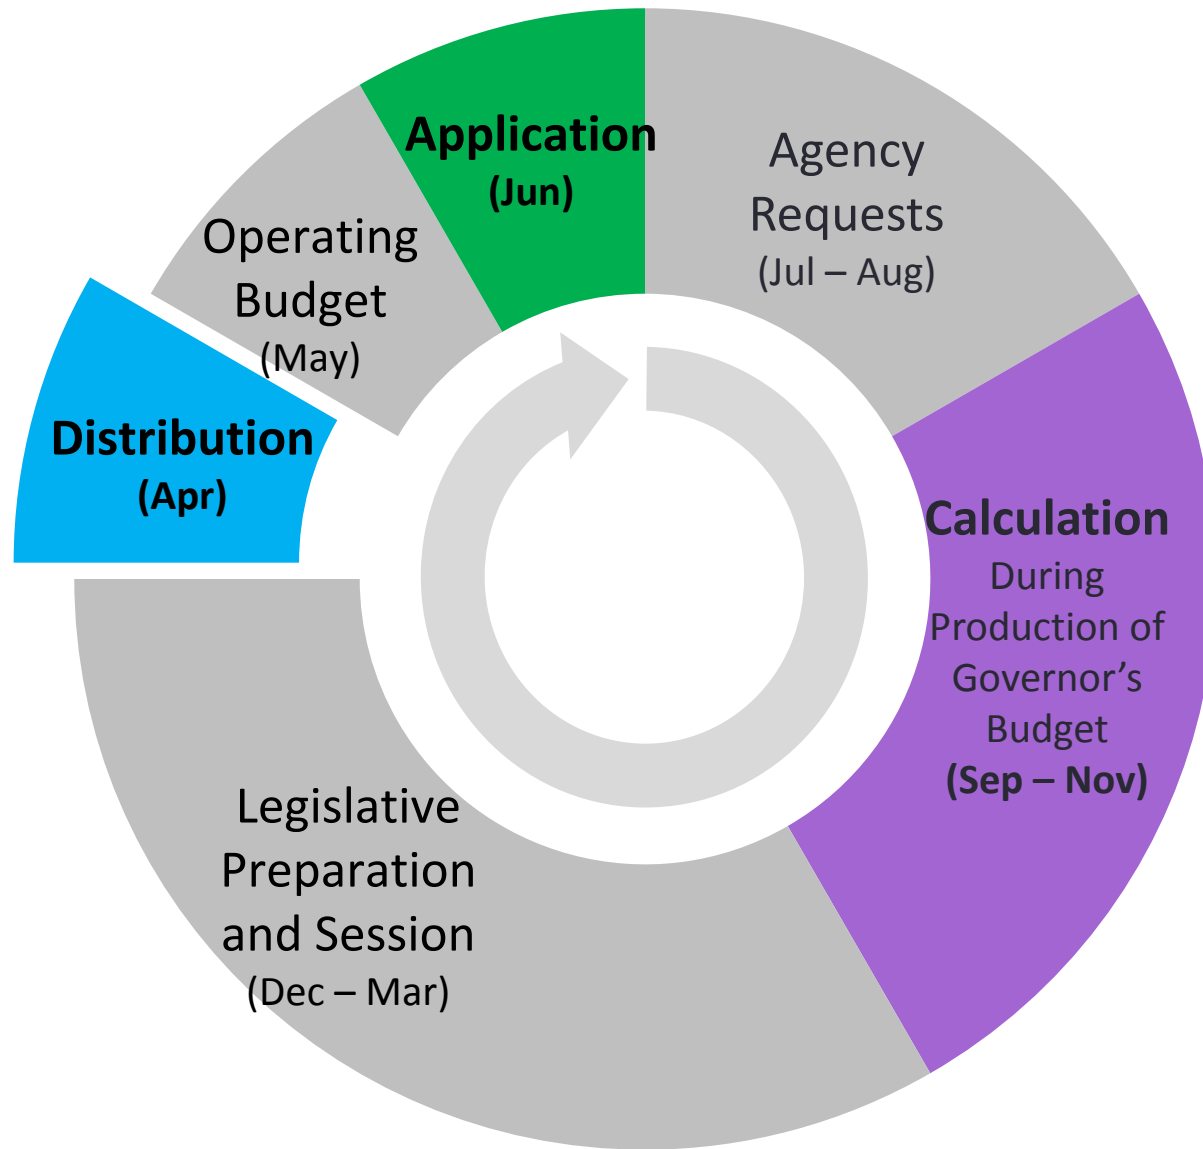 Application
(Jun)
Agency
Requests
(Jul – Aug)
Operating
Budget
(May)
Distribution
(Apr)
Calculation
During
Production of
Governor’s
Budget
(Sep – Nov)
Legislative
Preparation
and Session
(Dec – Mar)